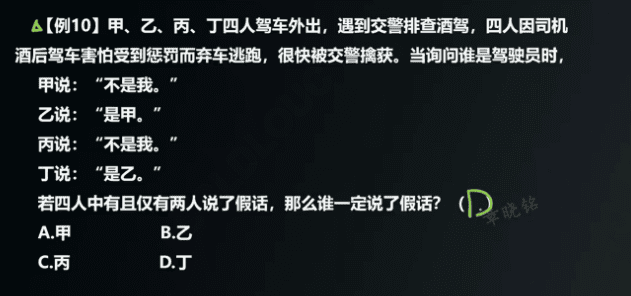 【例10】甲、乙、丙、丁四人驾车外出，遇到交警排查酒驾，四人因司机
酒后驾车害怕受到惩罚而弃车逃跑，很快被交警擒获。当询问谁是驾驶员时，
甲说：“不是我。”
乙说：“是甲。”
丙说：“不是我。”
丁说：“是乙。”
若四人中有且仅有两人说了假话，那么谁一定说了假话？（ D
A.甲 B.乙
C.丙 D.丁